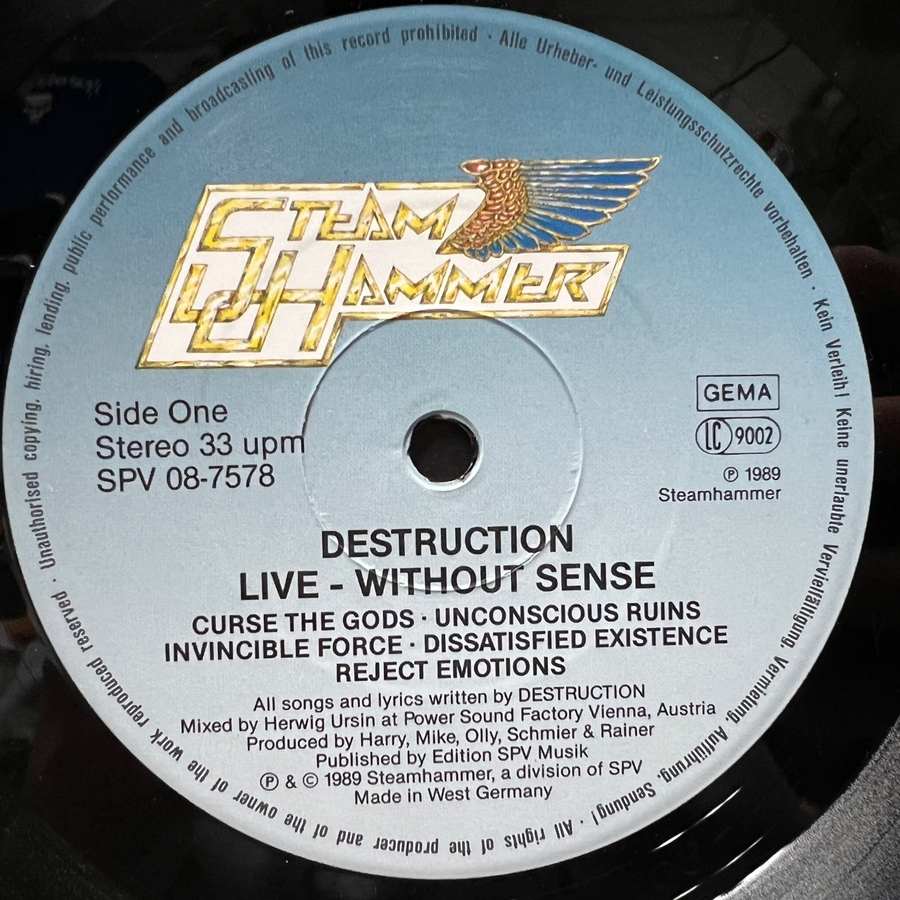 Unauthorised copying, hiring, lending, public performance and broadcasting of this record prohibited · Alle Urheber- und Leistungsschutzrechte vorbehalten · Kein Verleih! Keine unerlaubte Vervielfältigung, Vermietung, Aufführung, Sendung! · All rights of the producer and of the owner of the work reproduced reserved ·
STEAM
HAMMER
Side One
Stereo 33 upm
SPV 08-7578
GEMA
LC 9002
℗ 1989
Steamhammer
DESTRUCTION
LIVE - WITHOUT SENSE
CURSE THE GODS · UNCONSCIOUS RUINS
INVINCIBLE FORCE · DISSATISFIED EXISTENCE
REJECT EMOTIONS
All songs and lyrics written by DESTRUCTION
Mixed by Herwig Ursin at Power Sound Factory Vienna, Austria
Produced by Harry, Mike, Olly, Schmier & Rainer
Published by Edition SPV Musik
℗ & © 1989 Steamhammer, a division of SPV
Made in West Germany